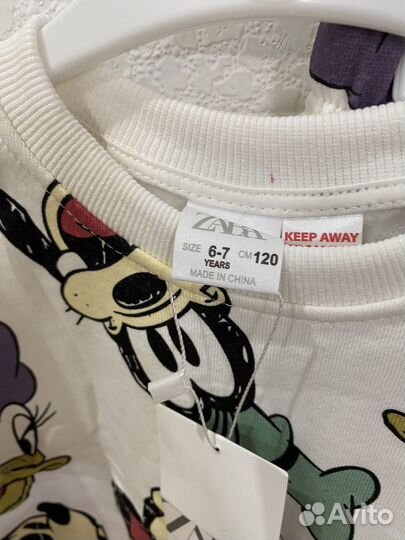 ZARA
SIZE 6-7 YEARS CM 120
MADE IN CHINA
KEEP AWAY
Avito